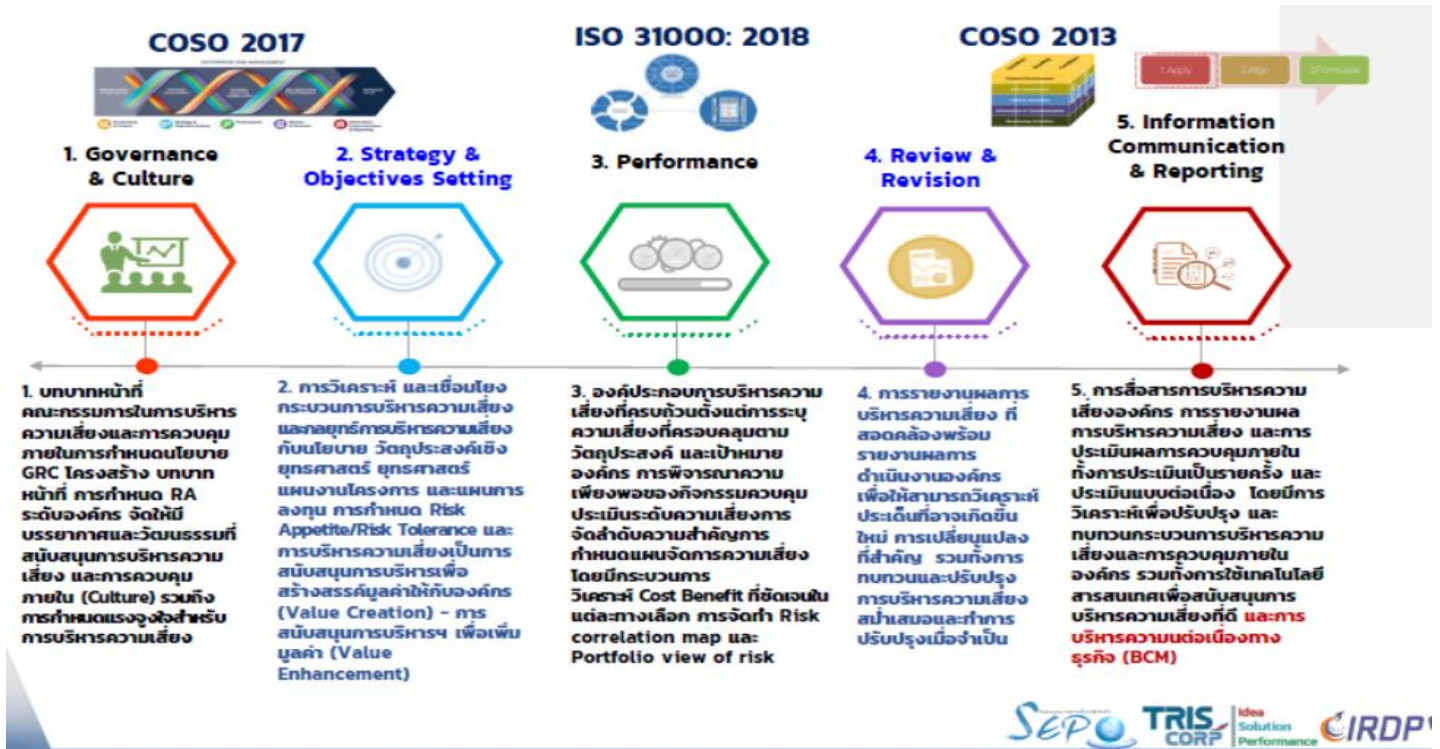 COSO 2017
ISO 31000: 2018
COSO 2013
1.Apply
2.Align
3.Formulate
ENTERPRISE RISK MANAGEMENT
1. Governance
& Culture
2. Strategy &
Objectives Setting
3. Performance
4. Review &
Revision
5. Information
Communication
& Reporting
1. บทบาทหน้าที่
คณะกรรมการในการบริหาร
ความเสี่ยงและการควบคุม
ภายในการกำหนดนโยบาย
GRC โครงสร้าง บทบาท
หน้าที่ การกำหนด RA
ระดับองค์กร จัดให้มี
บรรยากาศและวัฒนธรรมที่
สนับสนุนการบริหารความ
เสี่ยง และการควบคุม
ภายใน (Culture) รวมถึง
การกำหนดแรงจูงใจสำหรับ
การบริหารความเสี่ยง
2. การวิเคราะห์ และเชื่อมโยง
กระบวนการบริหารความเสี่ยง
และกลยุทธ์การบริหารความเสี่ยง
กับนโยบาย วัตถุประสงค์เชิง
ยุทธศาสตร์ ยุทธศาสตร์
แผนงานโครงการ และแผนการ
ลงทุน การกำหนด Risk
Appetite/Risk Tolerance และ
การบริหารความเสี่ยงเป็นการ
สนับสนุนการบริหารเพื่อ
สร้างสรรค์มูลค่าให้กับองค์กร
(Value Creation) - การ
สนับสนุนการบริหารฯ เพื่อเพิ่ม
มูลค่า (Value
Enhancement)
3. องค์ประกอบการบริหารความ
เสี่ยงที่ครบถ้วนตั้งแต่การระบุ
ความเสี่ยงที่ครอบคลุมตาม
วัตถุประสงค์ และเป้าหมาย
องค์กร การพิจารณาความ
เพียงพอของกิจกรรมควบคุม
ประเมินระดับความเสี่ยงการ
จัดลำดับความสำคัญการ
กำหนดแผนจัดการความเสี่ยง
โดยมีกระบวนการ
วิเคราะห์ Cost Benefit ที่ชัดเจนใน
แต่ละทางเลือก การจัดทำ Risk
correlation map และ
Portfolio view of risk
4. การรายงานผลการ
บริหารความเสี่ยง ที่
สอดคล้องพร้อม
รายงานผลการ
ดำเนินงานองค์กร
เพื่อให้สามารถวิเคราะห์
ประเด็นที่อาจเกิดขึ้น
ใหม่ การเปลี่ยนแปลง
ที่สำคัญ รวมทั้งการ
ทบทวนและปรับปรุง
การบริหารความเสี่ยง
สม่ำเสมอและทำการ
ปรับปรุงเมื่อจำเป็น
5. การสื่อสารการบริหารความ
เสี่ยงองค์กร การรายงานผล
การบริหารความเสี่ยง และการ
ประเมินผลการควบคุมภายใน
ทั้งการประเมินเป็นรายครั้ง และ
ประเมินแบบต่อเนื่อง โดยมีการ
วิเคราะห์เพื่อปรับปรุง และ
ทบทวนกระบวนการบริหารความ
เสี่ยงและการควบคุมภายใน
องค์กร รวมทั้งการใช้เทคโนโลยี
สารสนเทศเพื่อสนับสนุนการ
บริหารความเสี่ยงที่ดี และการ
บริหารความนต่อเนื่องทาง
ธุรกิจ (BCM)
SEPO
TRIS
CORP
Idea
Solution
Performance
IRDP